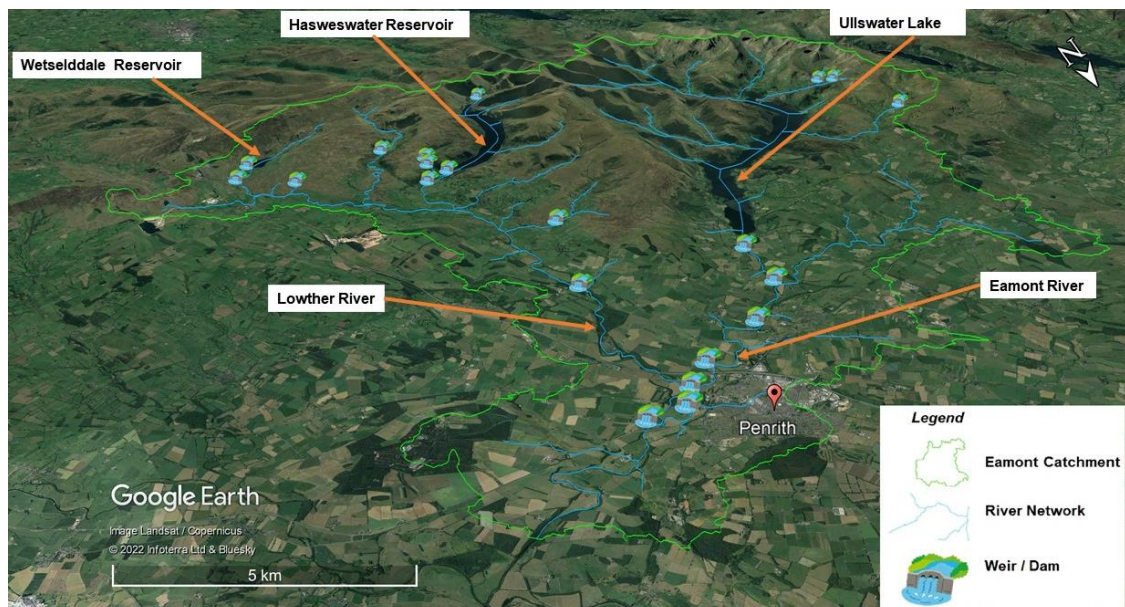 Hasweswater Reservoir
Ullswater Lake
Wetselddale Reservoir
N
Lowther River
Eamont River
Penrith
Legend
Eamont Catchment
River Network
Weir / Dam
Google Earth
Image Landsat / Copernicus
© 2022 Infoterra Ltd & Bluesky
5 km